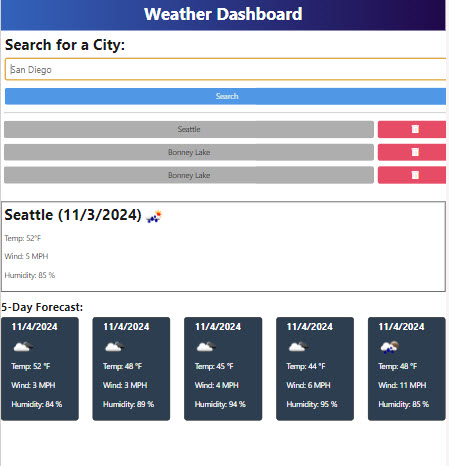 Weather Dashboard
Search for a City:
San Diego
Search
Seattle
Bonney Lake
Bonney Lake
Seattle (11/3/2024)
Temp: 52°F
Wind: 5 MPH
Humidity: 85 %
5-Day Forecast:
11/4/2024 11/4/2024 11/4/2024 11/4/2024 11/4/2024
Temp: 52 °F Temp: 48 °F Temp: 45 °F Temp: 44 °F Temp: 48 °F
Wind: 3 MPH Wind: 3 MPH Wind: 4 MPH Wind: 6 MPH Wind: 11 MPH
Humidity: 84 % Humidity: 89 % Humidity: 94 % Humidity: 95 % Humidity: 85 %